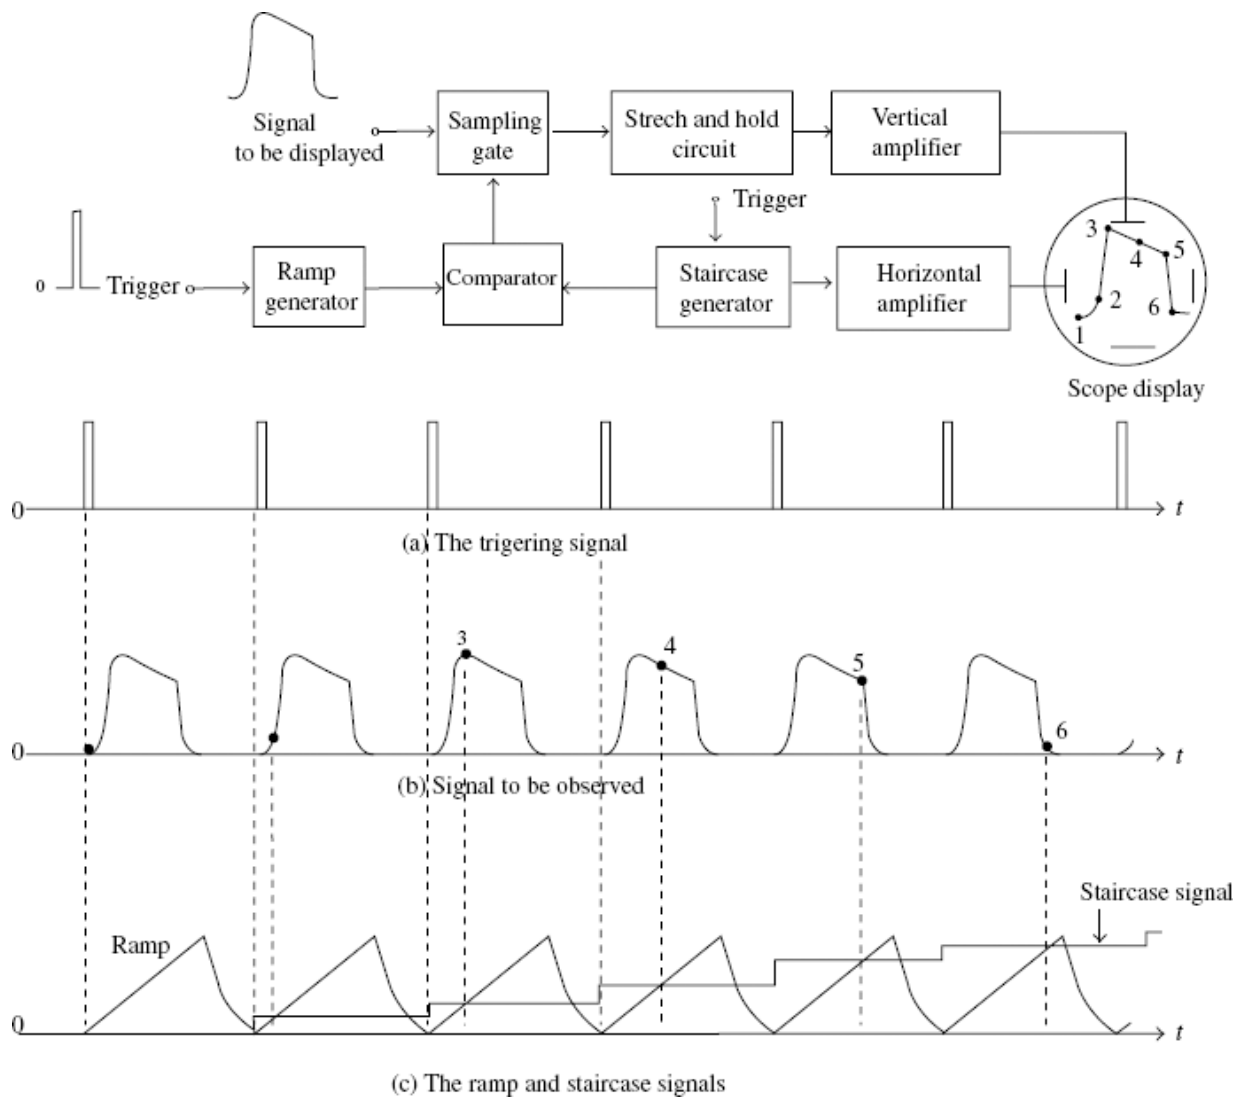 Signal
to be displayed
Sampling
gate
Strech and hold
circuit
Vertical
amplifier
Trigger
0
Trigger
Ramp
generator
Comparator
Staircase
generator
Horizontal
amplifier
3
4
5
2
6
1
Scope display
0
t
(a) The trigering signal
3
4
5
6
0
t
(b) Signal to be observed
Staircase signal
Ramp
0
t
(c) The ramp and staircase signals